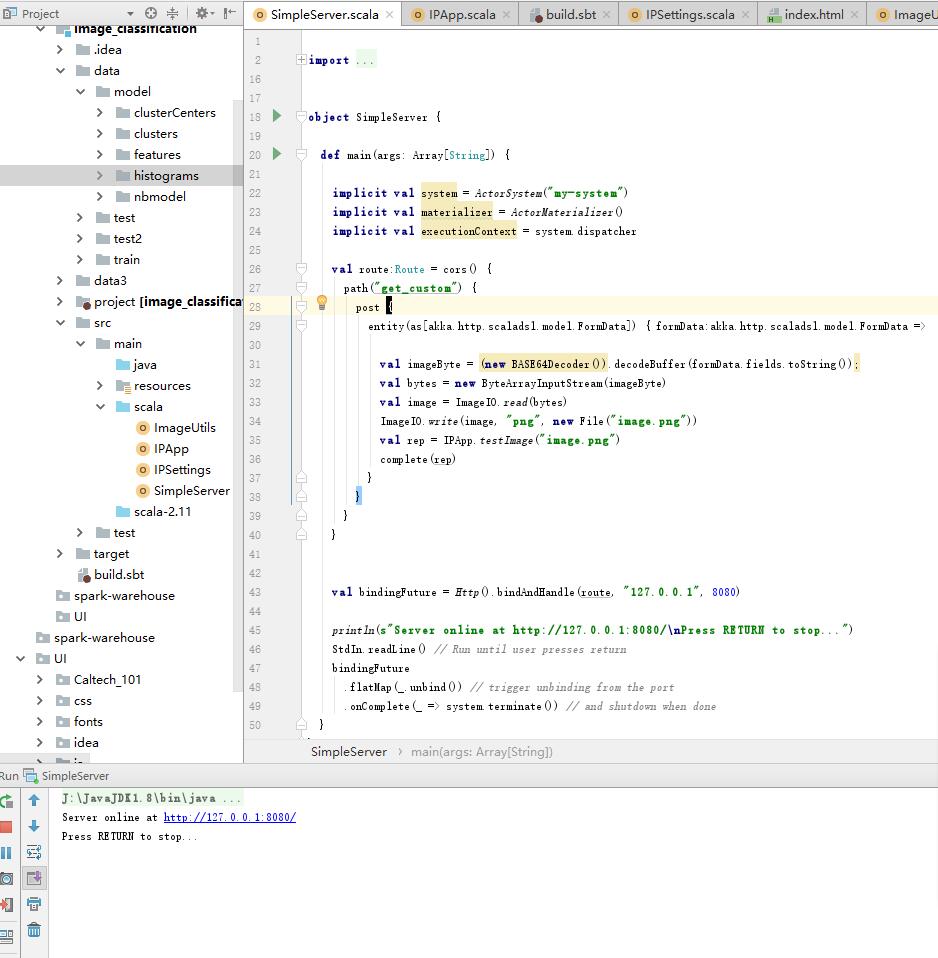 Project
SimpleServer.scala
IPApp.scala
build.sbt
IPSettings.scala
index.html
ImageU
image_classification
.idea
data
model
clusterCenters
clusters
features
histograms
nbmodel
test
test2
train
data3
project [image_classifica
src
main
java
resources
scala
ImageUtils
IPApp
IPSettings
SimpleServer
scala-2.11
test
target
build.sbt
spark-warehouse
UI
spark-warehouse
UI
Caltech_101
css
fonts
idea
1
2 import ...
16
17
18 object SimpleServer {
19
20 def main(args: Array[String]) {
21
22 implicit val system = ActorSystem("my-system")
23 implicit val materializer = ActorMaterializer()
24 implicit val executionContext = system.dispatcher
25
26 val route:Route = cors() {
27 path("get_custom") {
28 post {
29 entity(as[akka.http.scaladsl.model.FormData]) { formData:akka.http.scaladsl.model.FormData =>
30
31 val imageByte = (new BASE64Decoder()).decodeBuffer(formData.fields.toString());
32 val bytes = new ByteArrayInputStream(imageByte)
33 val image = ImageIO.read(bytes)
34 ImageIO.write(image, "png", new File("image.png"))
35 val rep = IPApp.testImage("image.png")
36 complete(rep)
37 }
38 }
39 }
40 }
41
42
43 val bindingFuture = Http().bindAndHandle(route, "127.0.0.1", 8080)
44
45 println(s"Server online at http://127.0.0.1:8080/\nPress RETURN to stop...")
46 StdIn.readLine() // Run until user presses return
47 bindingFuture
48 .flatMap(_.unbind()) // trigger unbinding from the port
49 .onComplete(_ => system.terminate()) // and shutdown when done
50 }
SimpleServer › main(args: Array[String])
Run SimpleServer
J:\JavaJDK1.8\bin\java ...
Server online at http://127.0.0.1:8080/
Press RETURN to stop...